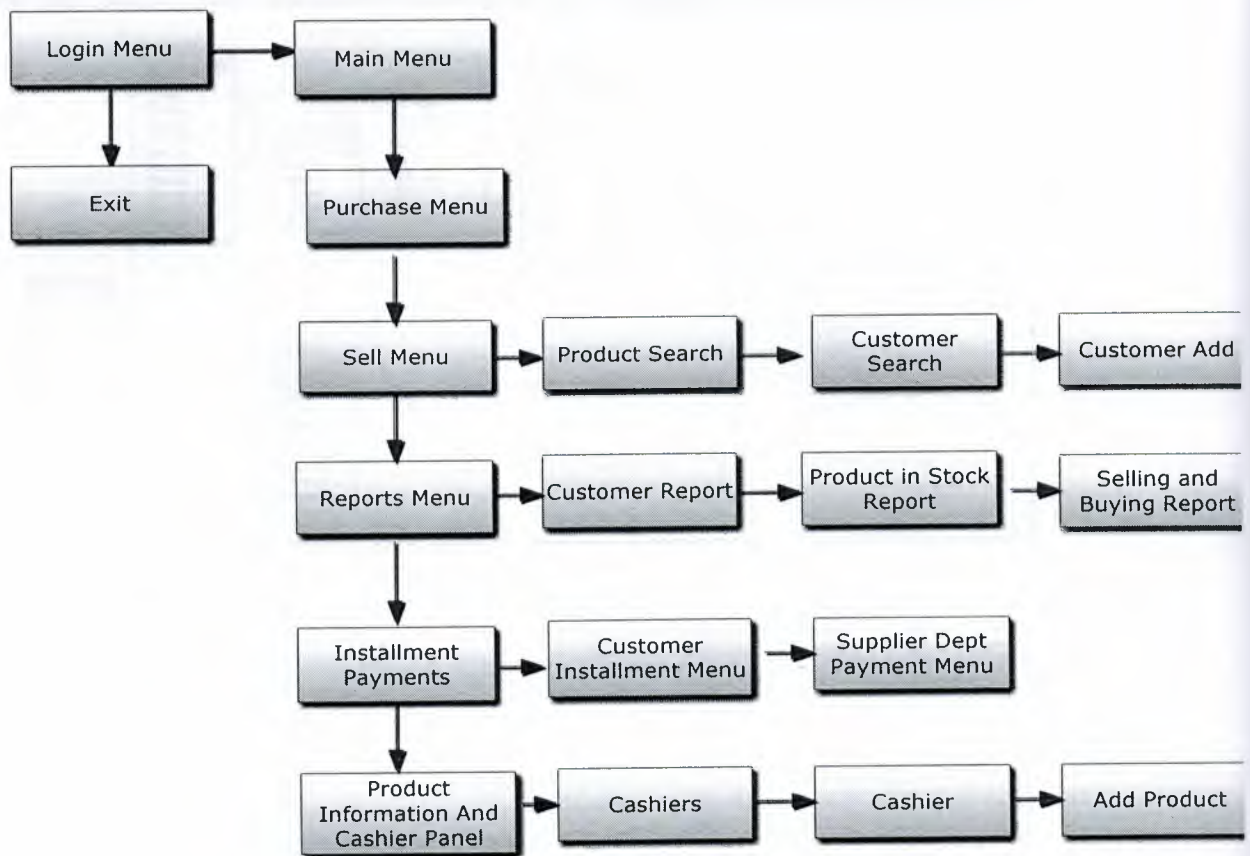 Login Menu
Main Menu
Exit
Purchase Menu
Sell Menu
Product Search
Customer
Search
Customer Add
Reports Menu
Customer Report
Product in Stock
Report
Selling and
Buying Report
Installment
Payments
Customer
Installment Menu
Supplier Dept
Payment Menu
Product
Information And
Cashier Panel
Cashiers
Cashier
Add Product